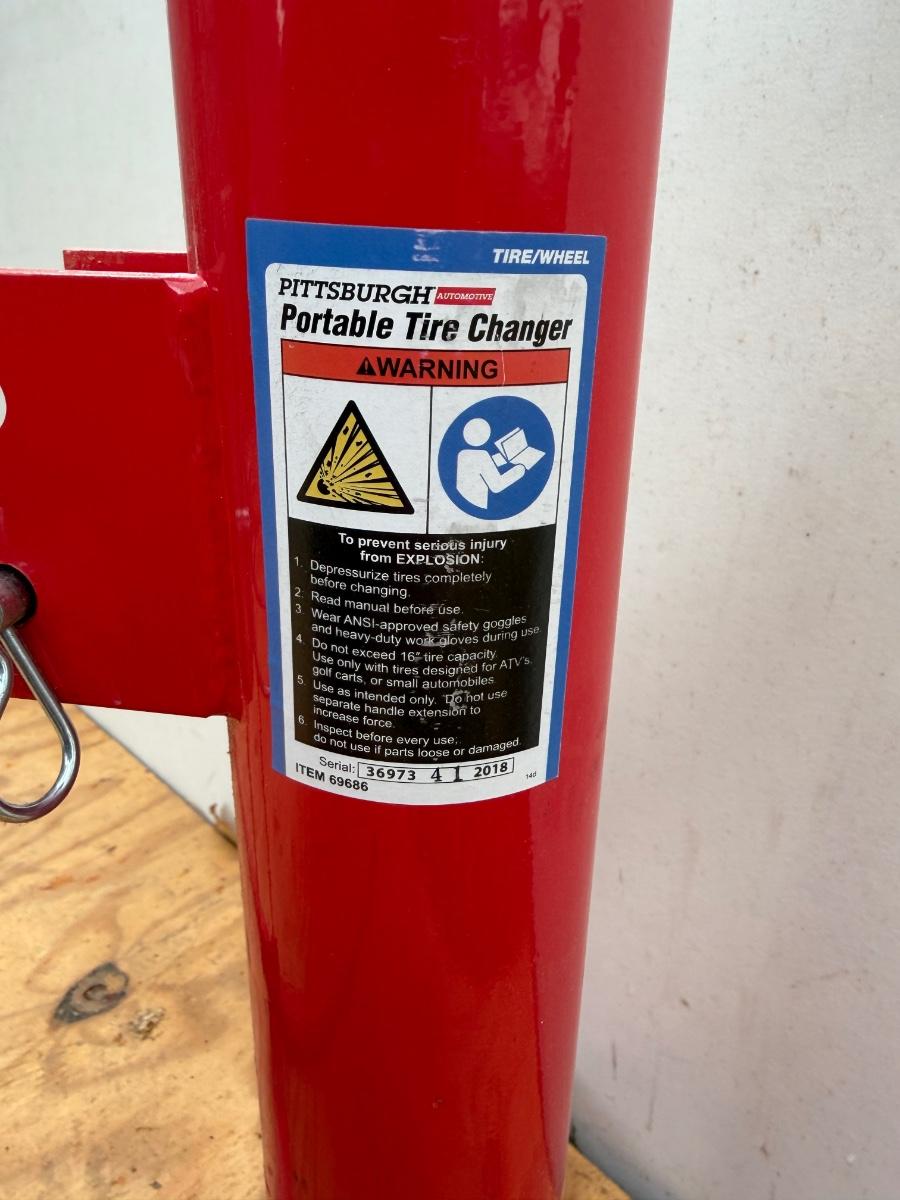 TIRE/WHEEL
PITTSBURGH AUTOMOTIVE
Portable Tire Changer
WARNING
To prevent serious injury
from EXPLOSION:
1. Depressurize tires completely
before changing.
2. Read manual before use.
3. Wear ANSI-approved safety goggles
and heavy-duty work gloves during use.
4. Do not exceed 16" tire capacity.
Use only with tires designed for ATV's,
golf carts, or small automobiles.
5. Use as intended only. Do not use
separate handle extension to
increase force.
6. Inspect before every use;
do not use if parts loose or damaged.
Serial: 36973 41 2018
ITEM 69686
14d